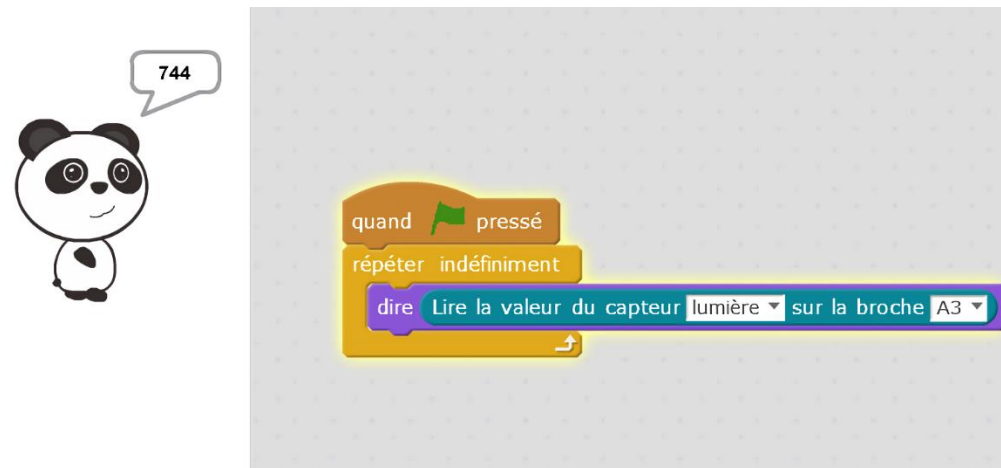 744
quand pressé
répéter indéfiniment
dire Lire la valeur du capteur lumière sur la broche A3